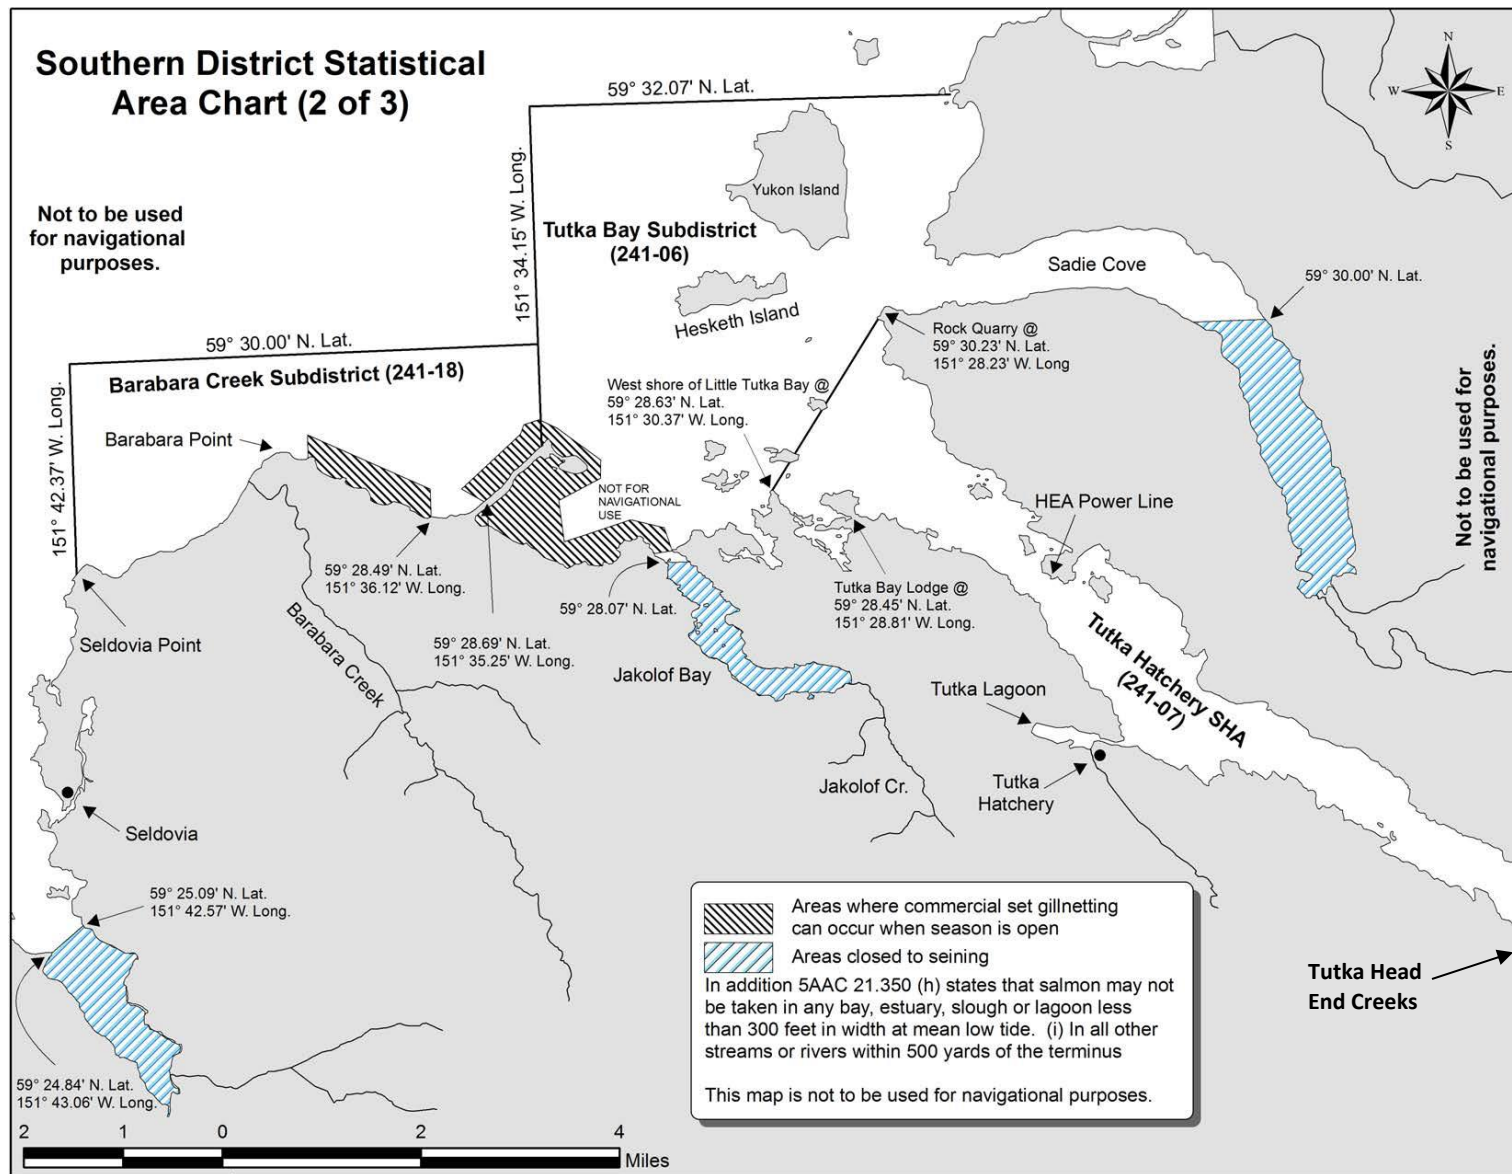 Southern District Statistical
Area Chart (2 of 3)
59° 32.07' N. Lat.
N
W
E
S
Not to be used
for navigational
purposes.
151° 34.15' W. Long.
Yukon Island
Tutka Bay Subdistrict
(241-06)
Sadie Cove
59° 30.00' N. Lat.
Hesketh Island
59° 30.00' N. Lat.
Rock Quarry @
59° 30.23' N. Lat.
151° 28.23' W. Long
Barabara Creek Subdistrict (241-18)
West shore of Little Tutka Bay @
59° 28.63' N. Lat.
151° 30.37' W. Long.
151° 42.37' W. Long.
Barabara Point
Not to be used for
navigational purposes.
NOT FOR
NAVIGATIONAL
USE
HEA Power Line
59° 28.49' N. Lat.
151° 36.12' W. Long.
59° 28.07' N. Lat.
Tutka Bay Lodge @
59° 28.45' N. Lat.
151° 28.81' W. Long.
Seldovia Point
Barabara Creek
59° 28.69' N. Lat.
151° 35.25' W. Long.
Jakolof Bay
Tutka Hatchery SHA
(241-07)
Tutka Lagoon
Jakolof Cr.
Tutka
Hatchery
Seldovia
59° 25.09' N. Lat.
151° 42.57' W. Long.
Areas where commercial set gillnetting
can occur when season is open
Areas closed to seining
In addition 5AAC 21.350 (h) states that salmon may not
be taken in any bay, estuary, slough or lagoon less
than 300 feet in width at mean low tide. (i) In all other
streams or rivers within 500 yards of the terminus
This map is not to be used for navigational purposes.
Tutka Head
End Creeks
59° 24.84' N. Lat.
151° 43.06' W. Long.
2 1 0 2 4
Miles